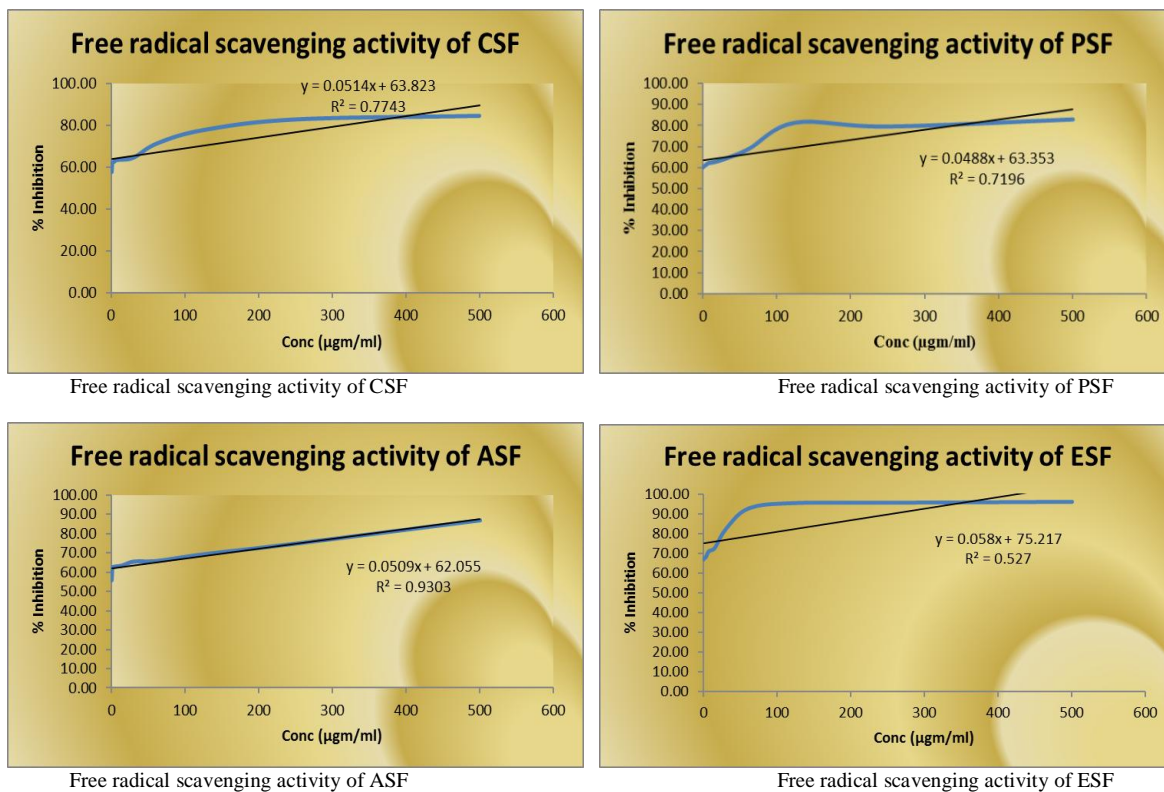 Free radical scavenging activity of CSF
100.00
80.00
60.00
40.00
20.00
0.00
% Inhibition
y = 0.0514x + 63.823
R² = 0.7743
0 100 200 300 400 500 600
Conc (µgm/ml)
Free radical scavenging activity of CSF
Free radical scavenging activity of PSF
100.00
90.00
80.00
70.00
60.00
50.00
40.00
30.00
20.00
10.00
0.00
% Inhibition
y = 0.0488x + 63.353
R² = 0.7196
0 100 200 300 400 500 600
Conc (µgm/ml)
Free radical scavenging activity of PSF
Free radical scavenging activity of ASF
100.00
90.00
80.00
70.00
60.00
50.00
40.00
30.00
20.00
10.00
0.00
% Inhibition
y = 0.0509x + 62.055
R² = 0.9303
0 100 200 300 400 500 600
Conc (µgm/ml)
Free radical scavenging activity of ASF
Free radical scavenging activity of ESF
100.00
90.00
80.00
70.00
60.00
50.00
40.00
30.00
20.00
10.00
0.00
% Inhibition
y = 0.058x + 75.217
R² = 0.527
0 100 200 300 400 500 600
Conc (µgm/ml)
Free radical scavenging activity of ESF